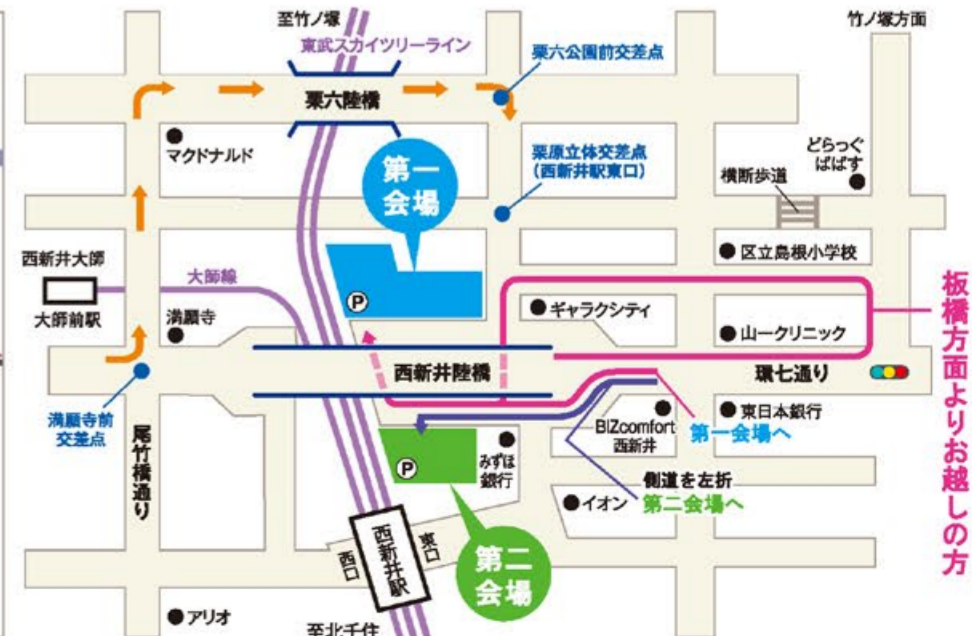 至竹ノ塚
東武スカイツリーライン
竹ノ塚方面
栗六公園前交差点
栗六陸橋
マクドナルド
第一
会場
栗原立体交差点
(西新井駅東口)
どらっぐ
ぱぱす
横断歩道
西新井大師
大師前駅
大師線
満願寺
P
区立島根小学校
ギャラクシティ
山一クリニック
板橋方面よりお越しの方
西新井陸橋
環七通り
満願寺前
交差点
尾竹橋通り
BIZcomfort
西新井
東日本銀行
第一会場へ
P
みずほ
銀行
側道を左折
第二会場へ
イオン
西新井駅
西口
東口
第二
会場
アリオ
至北千住